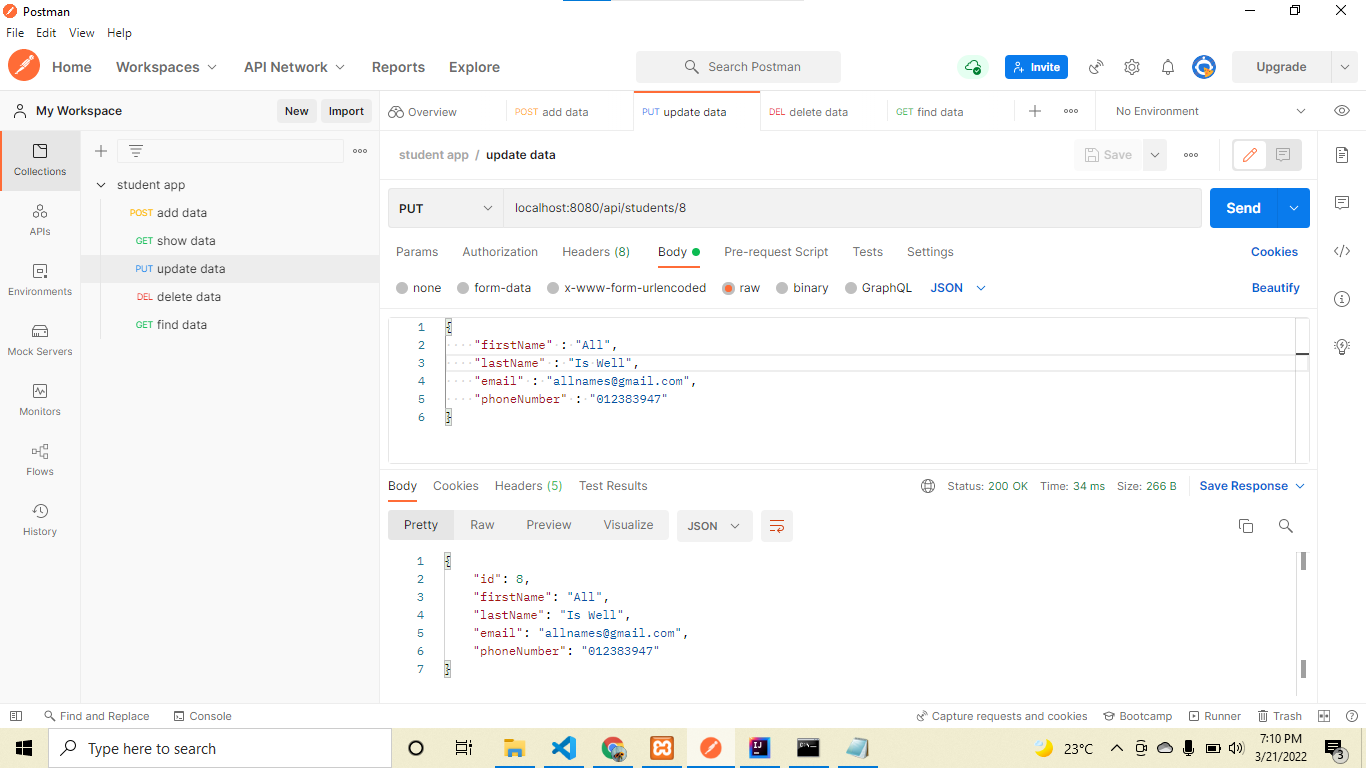 Postman
File Edit View Help
Home Workspaces API Network Reports Explore Search Postman Invite Upgrade
My Workspace New Import
Overview POST add data PUT update data DEL delete data GET find data No Environment
Collections
APIs
Environments
Mock Servers
Monitors
Flows
History
student app
POST add data
GET show data
PUT update data
DEL delete data
GET find data
student app / update data Save
PUT localhost:8080/api/students/8 Send
Params Authorization Headers (8) Body Pre-request Script Tests Settings Cookies
none form-data x-www-form-urlencoded raw binary GraphQL JSON Beautify
1 {
2 "firstName" : "All",
3 "lastName" : "Is Well",
4 "email" : "allnames@gmail.com",
5 "phoneNumber" : "012383947"
6 }
Body Cookies Headers (5) Test Results Status: 200 OK Time: 34 ms Size: 266 B Save Response
Pretty Raw Preview Visualize JSON
1 {
2 "id": 8,
3 "firstName": "All",
4 "lastName": "Is Well",
5 "email": "allnames@gmail.com",
6 "phoneNumber": "012383947"
7 }
Find and Replace Console Capture requests and cookies Bootcamp Runner Trash
Type here to search 23°C 7:10 PM
3/21/2022 3